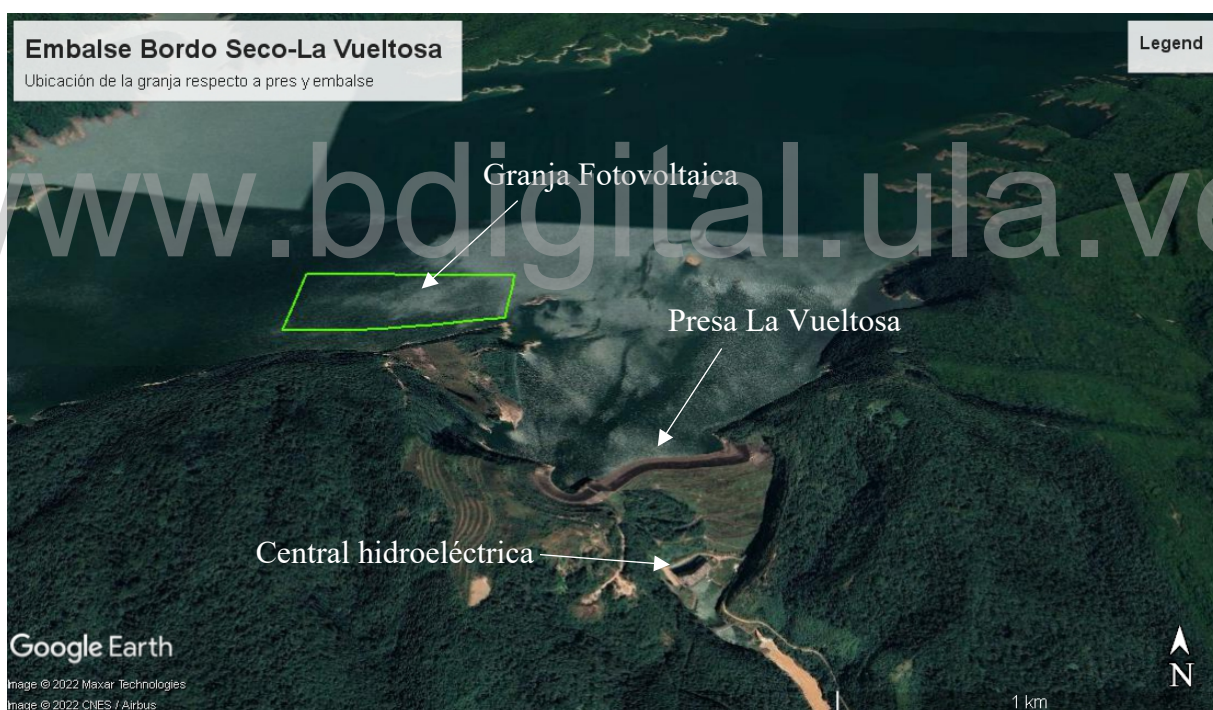 Embalse Bordo Seco-La Vueltosa
Ubicación de la granja respecto a pres y embalse
Legend
www.bdigital.ula.ve
Granja Fotovoltaica
Presa La Vueltosa
Central hidroeléctrica
Google Earth
Image © 2022 Maxar Technologies
Image © 2022 CNES / Airbus
1 km
N